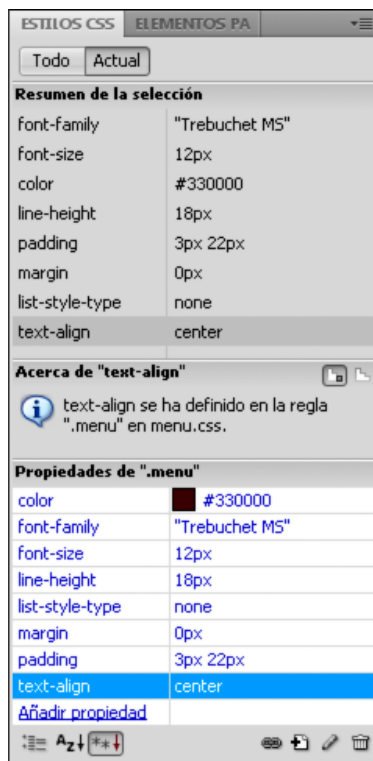 ESTILOS CSS ELEMENTOS PA
Todo Actual
Resumen de la selección
font-family "Trebuchet MS"
font-size 12px
color #330000
line-height 18px
padding 3px 22px
margin 0px
list-style-type none
text-align center
Acerca de "text-align"
text-align se ha definido en la regla
".menu" en menu.css.
Propiedades de ".menu"
color #330000
font-family "Trebuchet MS"
font-size 12px
line-height 18px
list-style-type none
margin 0px
padding 3px 22px
text-align center
Añadir propiedad
Az↓ **↓